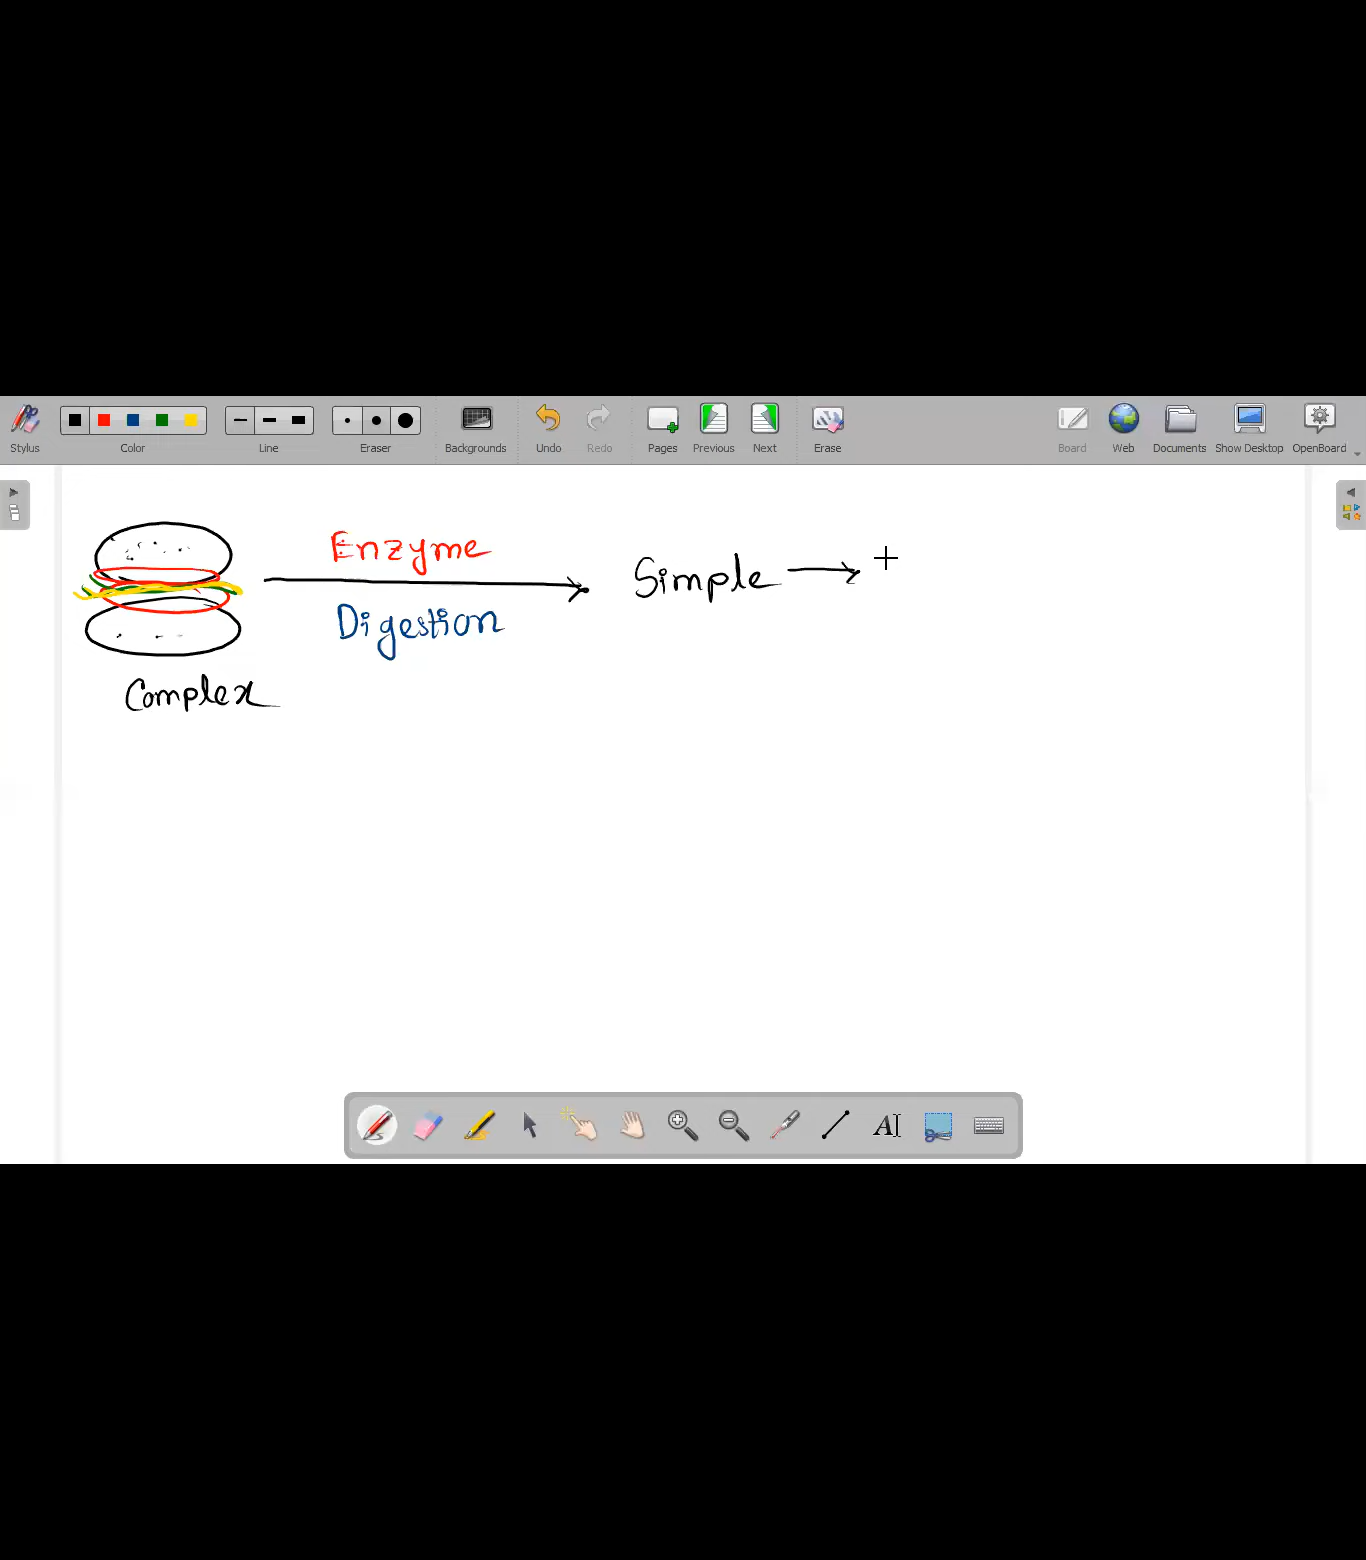 Stylus Color Line Eraser Backgrounds Undo Redo Pages Previous Next Erase Board Web Documents Show Desktop OpenBoard
Enzyme
Simple
Digestion
Complex